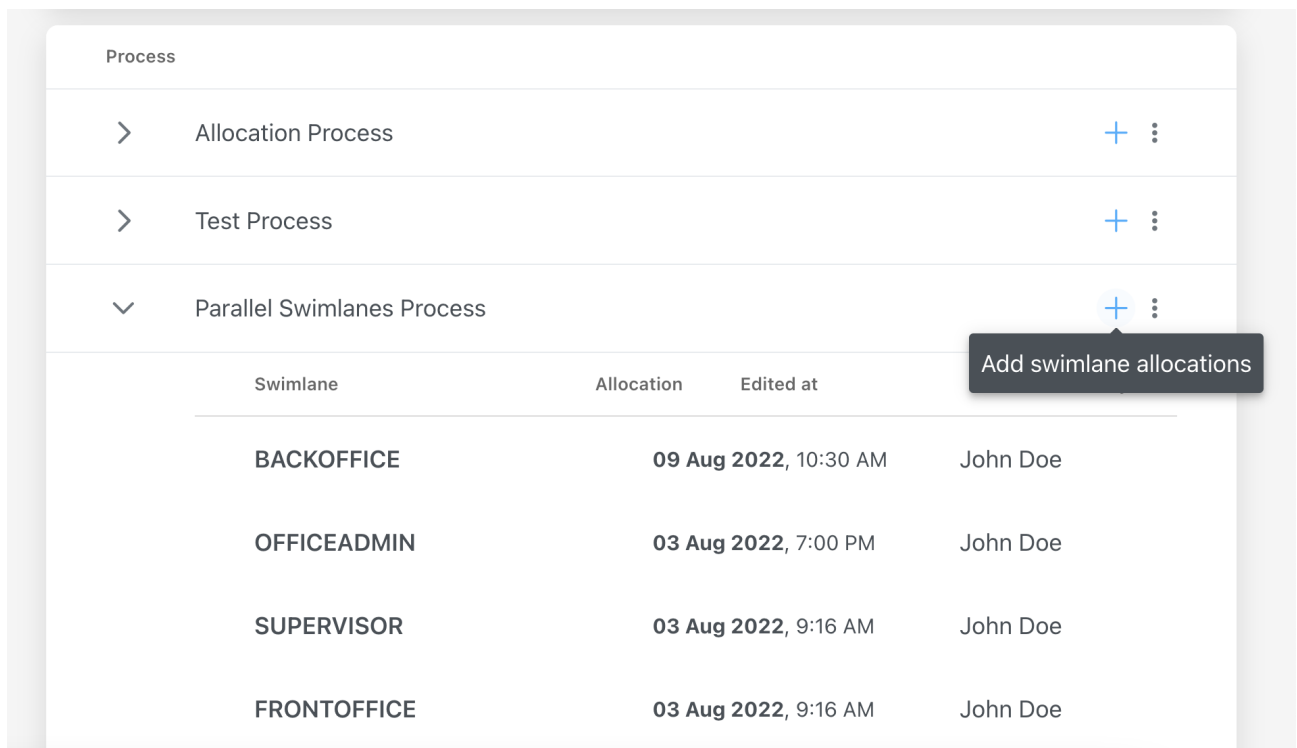 Process
Allocation Process
Test Process
Parallel Swimlanes Process
Add swimlane allocations
Swimlane Allocation Edited at
BACKOFFICE 09 Aug 2022, 10:30 AM John Doe
OFFICEADMIN 03 Aug 2022, 7:00 PM John Doe
SUPERVISOR 03 Aug 2022, 9:16 AM John Doe
FRONTOFFICE 03 Aug 2022, 9:16 AM John Doe